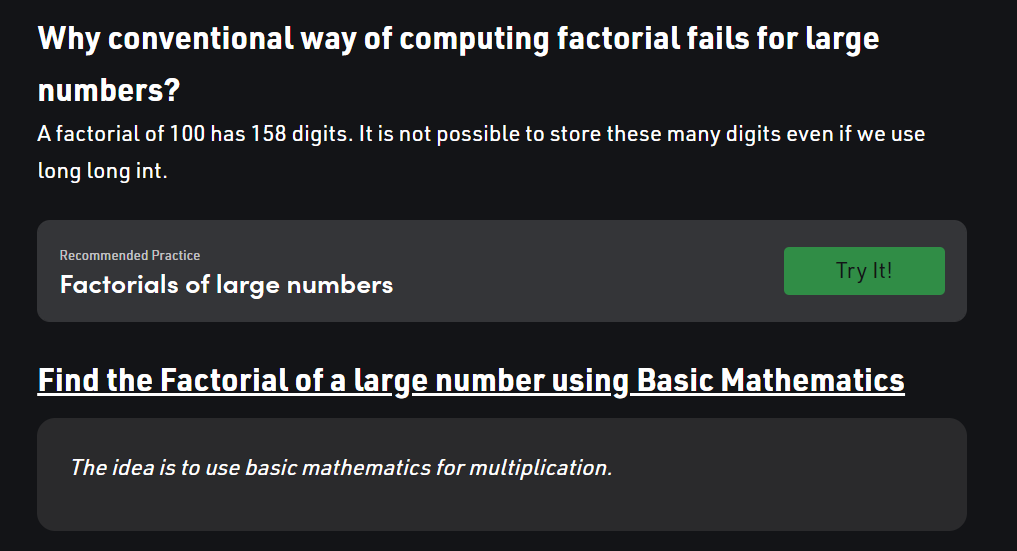 Why conventional way of computing factorial fails for large
numbers?
A factorial of 100 has 158 digits. It is not possible to store these many digits even if we use
long long int.
Recommended Practice
Factorials of large numbers
Try It!
Find the Factorial of a large number using Basic Mathematics
The idea is to use basic mathematics for multiplication.